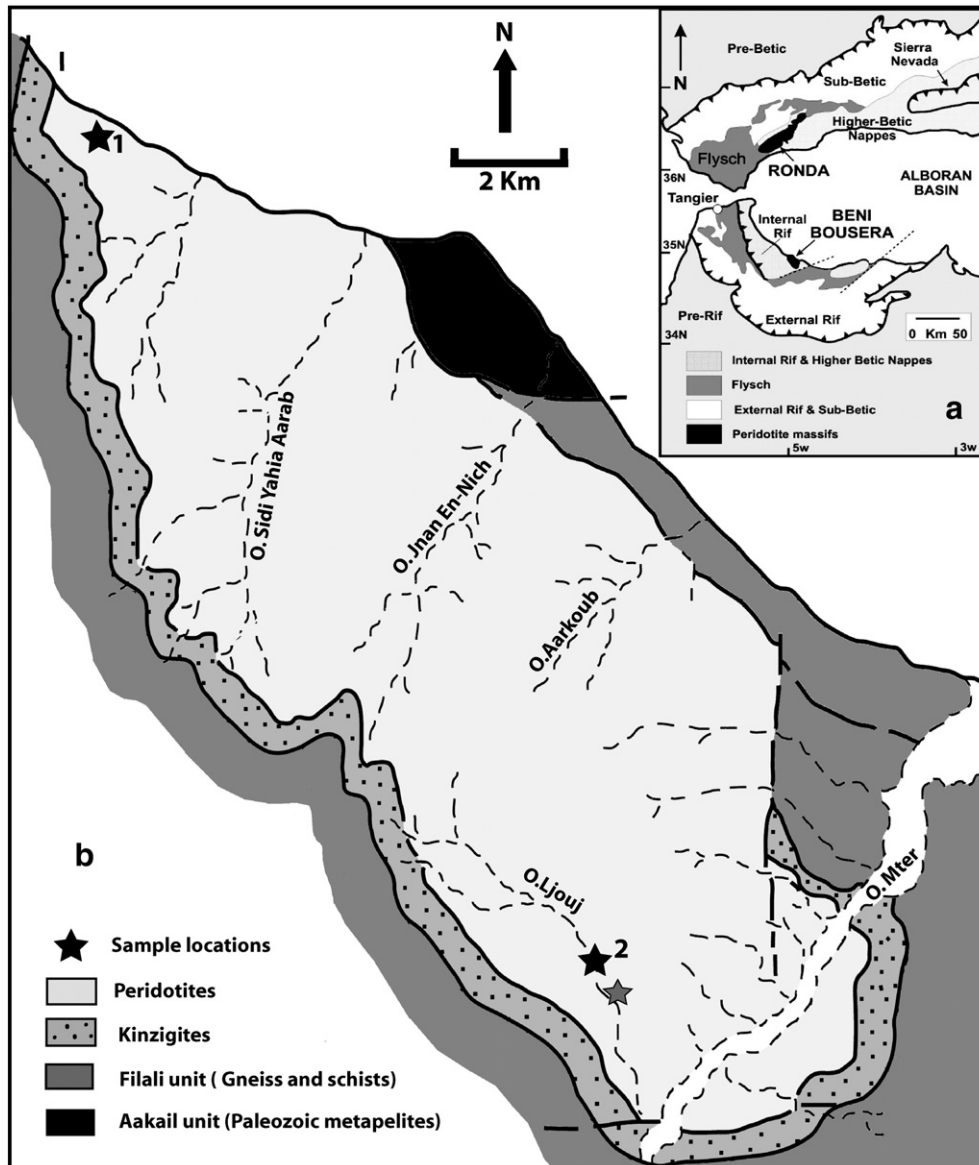 I
N
2 Km
1
O. Sidi Yahia Aarab
O. Jnan En-Nich
O.Aarkoub
O.Ljouj
O. Mter
2
b
Sample locations
Peridotites
Kinzigites
Filali unit ( Gneiss and schists)
Aakail unit (Paleozoic metapelites)
N
Pre-Betic
Sierra
Nevada
Sub-Betic
Higher-Betic
Nappes
Flysch
RONDA
36N
ALBORAN
BASIN
Tangier
Internal
Rif
BENI
BOUSERA
35N
Pre-Rif
External Rif
34N
0 Km 50
Internal Rif & Higher Betic Nappes
Flysch
External Rif & Sub-Betic
Peridotite massifs
a
5w
3w